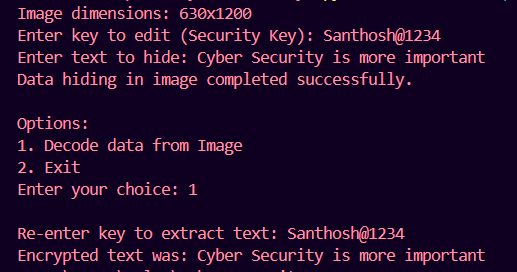 Image dimensions: 630x1200
Enter key to edit (Security Key): Santhosh@1234
Enter text to hide: Cyber Security is more important
Data hiding in image completed successfully.
Options:
1. Decode data from Image
2. Exit
Enter your choice: 1
Re-enter key to extract text: Santhosh@1234
Encrypted text was: Cyber Security is more important